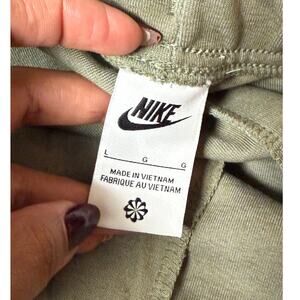 NIKE
L G G
MADE IN VIETNAM
FABRIQUE AU VIETNAM